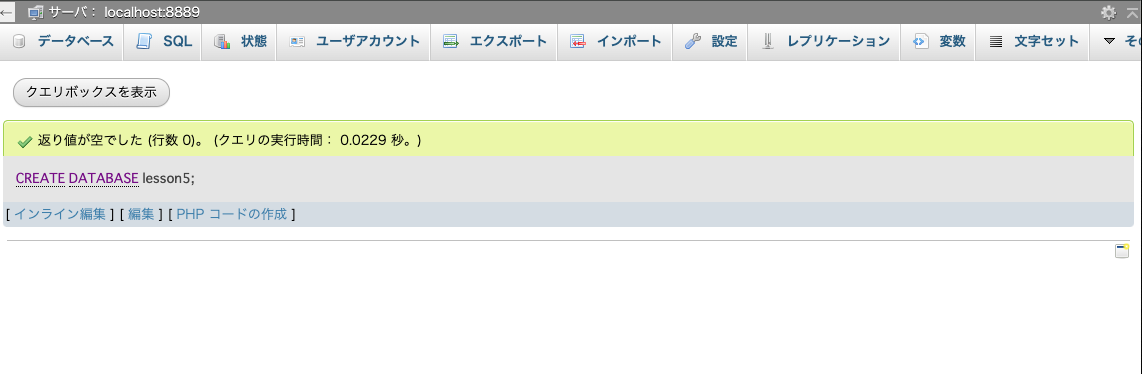 サーバ: localhost:8889
データベース SQL 状態 ユーザアカウント エクスポート インポート 設定 レプリケーション 変数 文字セット その
クエリボックスを表示
返り値が空でした (行数 0)。 (クエリの実行時間： 0.0229 秒。)
CREATE DATABASE lesson5;
[ インライン編集 ] [ 編集 ] [ PHP コードの作成 ]